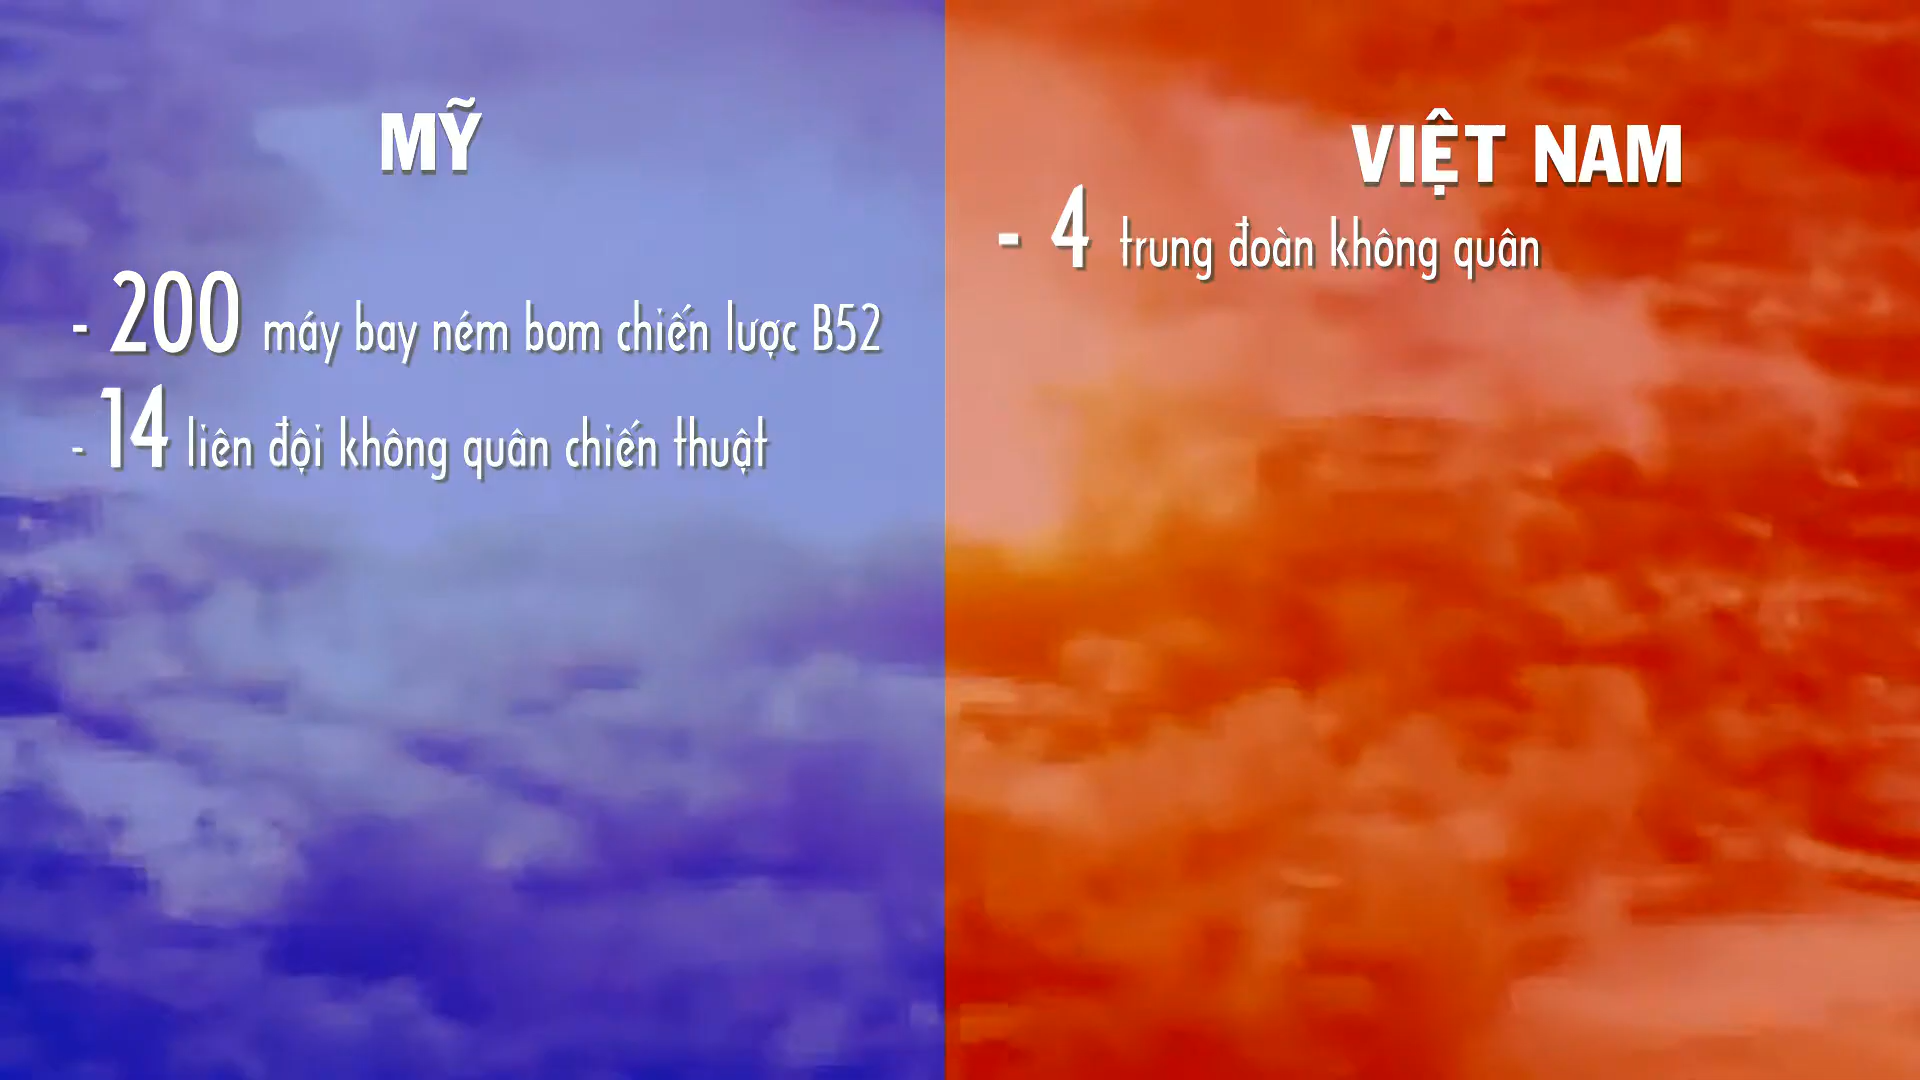 MỸ
- 200 máy bay ném bom chiến lược B52
- 14 liên đội không quân chiến thuật
VIỆT NAM
- 4 trung đoàn không quân